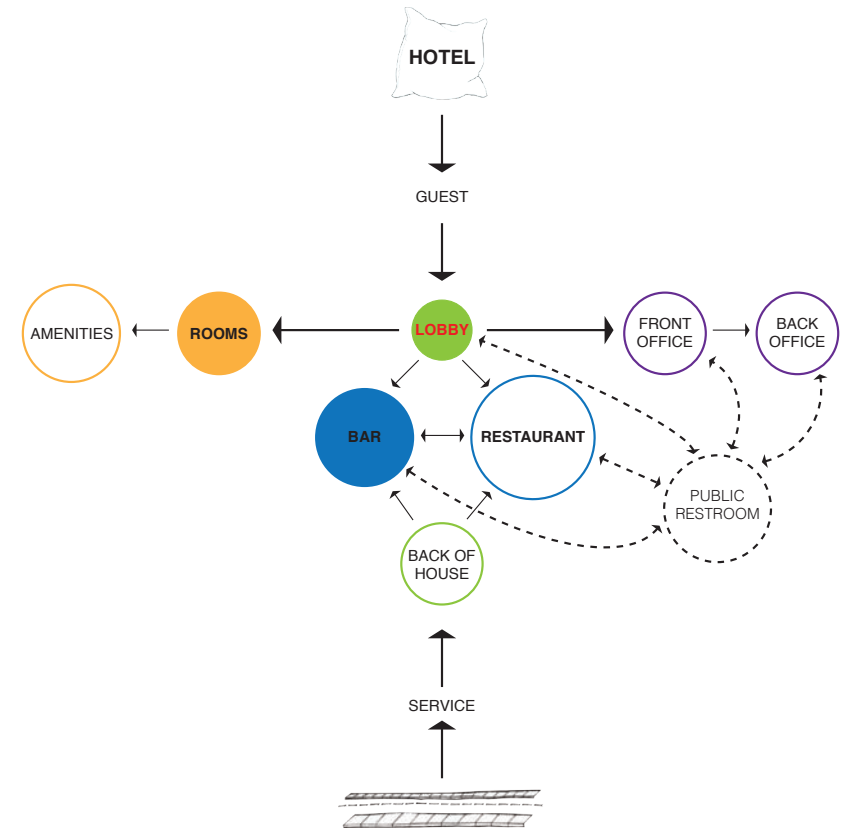 HOTEL
GUEST
AMENITIES
ROOMS
LOBBY
FRONT
OFFICE
BACK
OFFICE
BAR
RESTAURANT
PUBLIC
RESTROOM
BACK OF
HOUSE
SERVICE